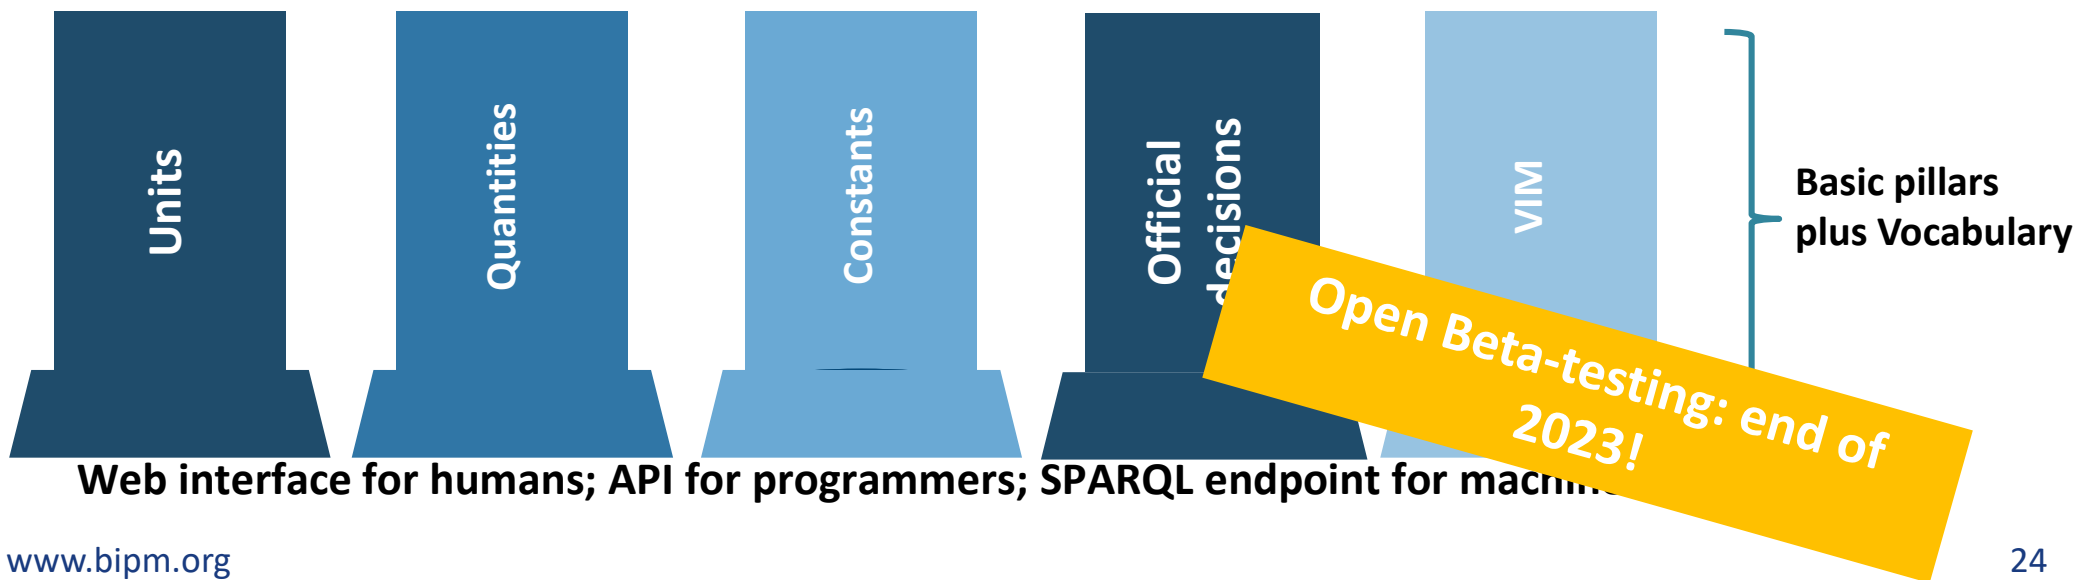 Units
Quantities
Constants
Official
decisions
VIM
Basic pillars
plus Vocabulary
Open Beta-testing: end of
2023!
Web interface for humans; API for programmers; SPARQL endpoint for
www.bipm.org
24